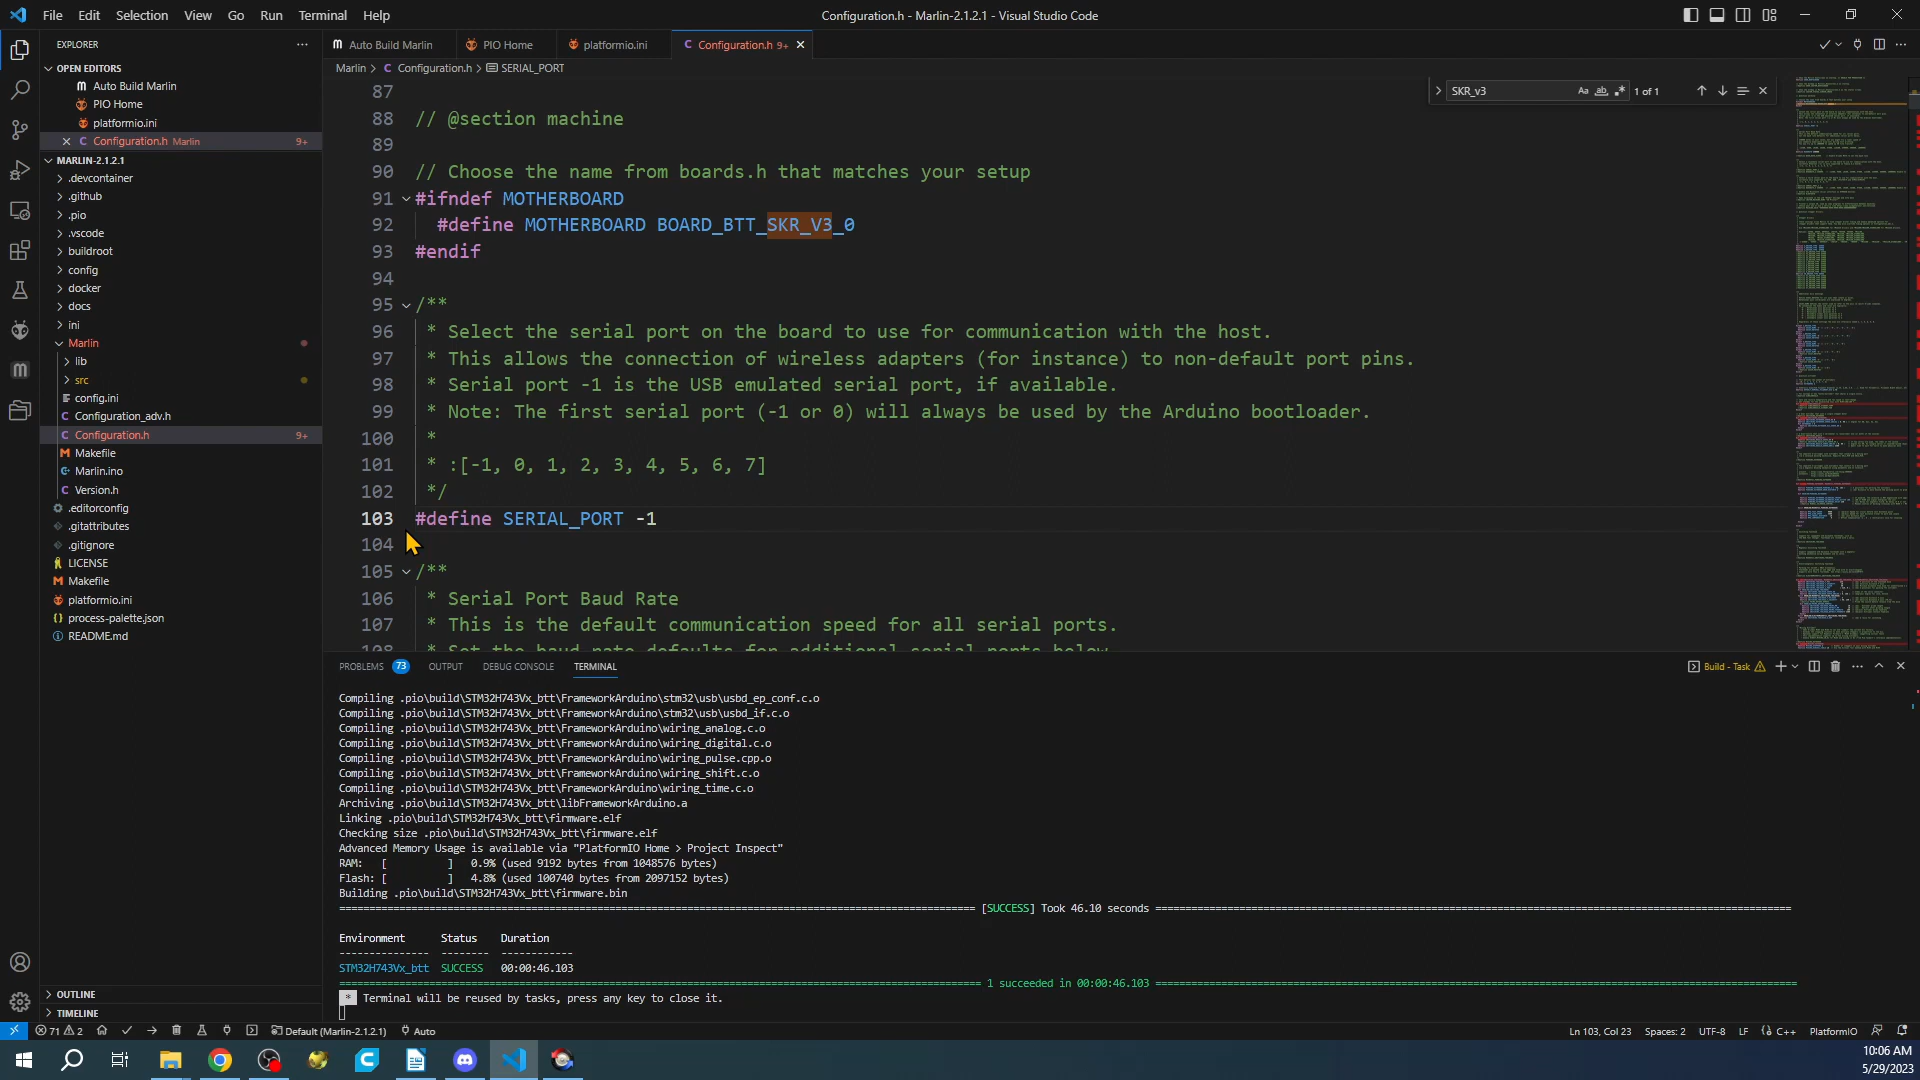 File Edit Selection View Go Run Terminal Help
Configuration.h - Marlin-2.1.2.1 - Visual Studio Code
EXPLORER
OPEN EDITORS
Auto Build Marlin
PIO Home
platformio.ini
Configuration.h Marlin 9+
MARLIN-2.1.2.1
.devcontainer
.github
.pio
.vscode
buildroot
config
docker
docs
ini
Marlin
lib
src
config.ini
Configuration_adv.h
Configuration.h 9+
Makefile
Marlin.ino
Version.h
.editorconfig
.gitattributes
.gitignore
LICENSE
Makefile
platformio.ini
process-palette.json
README.md
OUTLINE
TIMELINE
Auto Build Marlin PIO Home platformio.ini Configuration.h 9+
Marlin > Configuration.h > SERIAL_PORT
SKR_v3 Aa ab 1 of 1
87
88 // @section machine
89
90 // Choose the name from boards.h that matches your setup
91 #ifndef MOTHERBOARD
92 #define MOTHERBOARD BOARD_BTT_SKR_V3_0
93 #endif
94
95 /**
96 * Select the serial port on the board to use for communication with the host.
97 * This allows the connection of wireless adapters (for instance) to non-default port pins.
98 * Serial port -1 is the USB emulated serial port, if available.
99 * Note: The first serial port (-1 or 0) will always be used by the Arduino bootloader.
100 *
101 * :[-1, 0, 1, 2, 3, 4, 5, 6, 7]
102 */
103 #define SERIAL_PORT -1
104
105 /**
106 * Serial Port Baud Rate
107 * This is the default communication speed for all serial ports.
108 * Set the baud rate defaults for additional serial ports below.
PROBLEMS 73 OUTPUT DEBUG CONSOLE TERMINAL
Build - Task
Compiling .pio\build\STM32H743Vx_btt\FrameworkArduino\stm32\usb\usbd_ep_conf.c.o
Compiling .pio\build\STM32H743Vx_btt\FrameworkArduino\stm32\usb\usbd_if.c.o
Compiling .pio\build\STM32H743Vx_btt\FrameworkArduino\wiring_analog.c.o
Compiling .pio\build\STM32H743Vx_btt\FrameworkArduino\wiring_digital.c.o
Compiling .pio\build\STM32H743Vx_btt\FrameworkArduino\wiring_pulse.cpp.o
Compiling .pio\build\STM32H743Vx_btt\FrameworkArduino\wiring_shift.c.o
Compiling .pio\build\STM32H743Vx_btt\FrameworkArduino\wiring_time.c.o
Archiving .pio\build\STM32H743Vx_btt\libFrameworkArduino.a
Linking .pio\build\STM32H743Vx_btt\firmware.elf
Checking size .pio\build\STM32H743Vx_btt\firmware.elf
Advanced Memory Usage is available via "PlatformIO Home > Project Inspect"
RAM: [ ] 0.9% (used 9192 bytes from 1048576 bytes)
Flash: [ ] 4.8% (used 100740 bytes from 2097152 bytes)
Building .pio\build\STM32H743Vx_btt\firmware.bin
[SUCCESS] Took 46.10 seconds
Environment Status Duration
STM32H743Vx_btt SUCCESS 00:00:46.103
1 succeeded in 00:00:46.103
* Terminal will be reused by tasks, press any key to close it.
71 2 Default (Marlin-2.1.2.1) Auto
Ln 103, Col 23 Spaces: 2 UTF-8 LF C++ PlatformIO
10:06 AM
5/29/2023